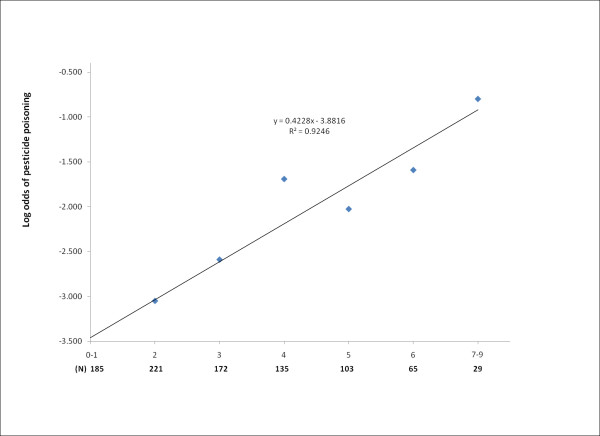 -0.500
-1.000
-1.500
-2.000
-2.500
-3.000
-3.500
Log odds of pesticide poisoning
y = 0.4228x - 3.8816
R² = 0.9246
0-1 2 3 4 5 6 7-9
(N) 185 221 172 135 103 65 29